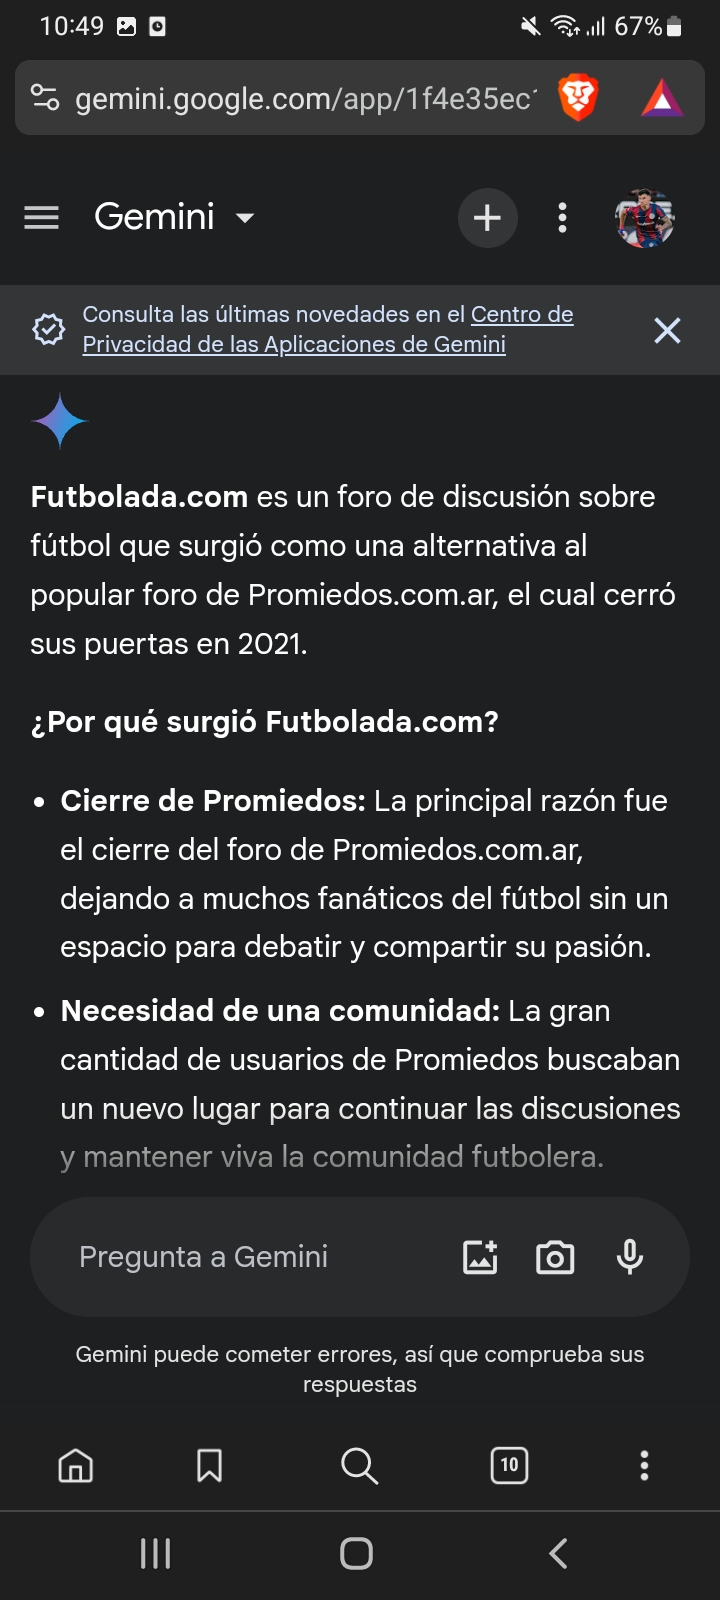 10:49
67%
gemini.google.com/app/1f4e35ec
Gemini
Consulta las últimas novedades en el Centro de
Privacidad de las Aplicaciones de Gemini
Futbolada.com es un foro de discusión sobre
fútbol que surgió como una alternativa al
popular foro de Promiedos.com.ar, el cual cerró
sus puertas en 2021.
¿Por qué surgió Futbolada.com?
• Cierre de Promiedos: La principal razón fue
el cierre del foro de Promiedos.com.ar,
dejando a muchos fanáticos del fútbol sin un
espacio para debatir y compartir su pasión.
• Necesidad de una comunidad: La gran
cantidad de usuarios de Promiedos buscaban
un nuevo lugar para continuar las discusiones
y mantener viva la comunidad futbolera.
Pregunta a Gemini
Gemini puede cometer errores, así que comprueba sus
respuestas
10